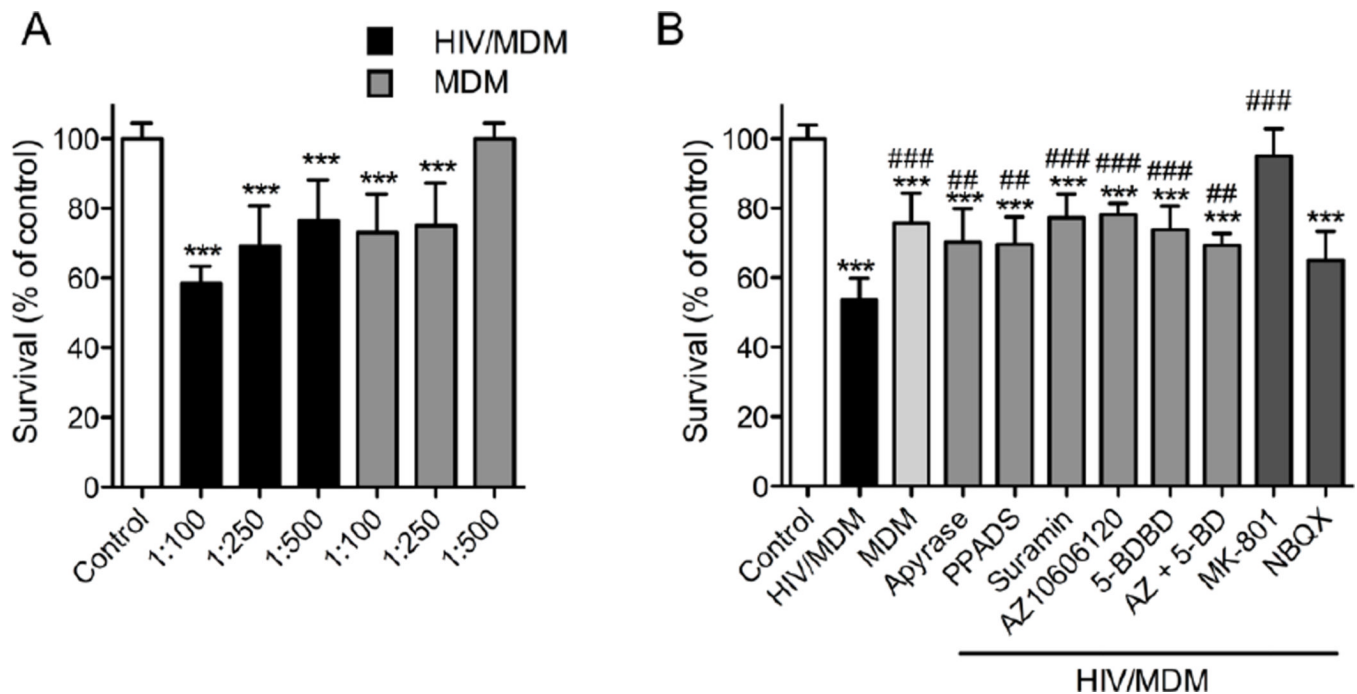 A
HIV/MDM
MDM
Survival (% of control)
100
80
60
40
20
0
***
***
***
***
***
Control
1:100
1:250
1:500
1:100
1:250
1:500
B
Survival (% of control)
100
80
60
40
20
0
***
###
***
##
***
##
***
###
***
###
***
###
***
##
***
###
***
Control
HIV/MDM
MDM
Apyrase
PPADS
Suramin
AZ10606120
5-BDBD
AZ + 5-BD
MK-801
NBQX
HIV/MDM